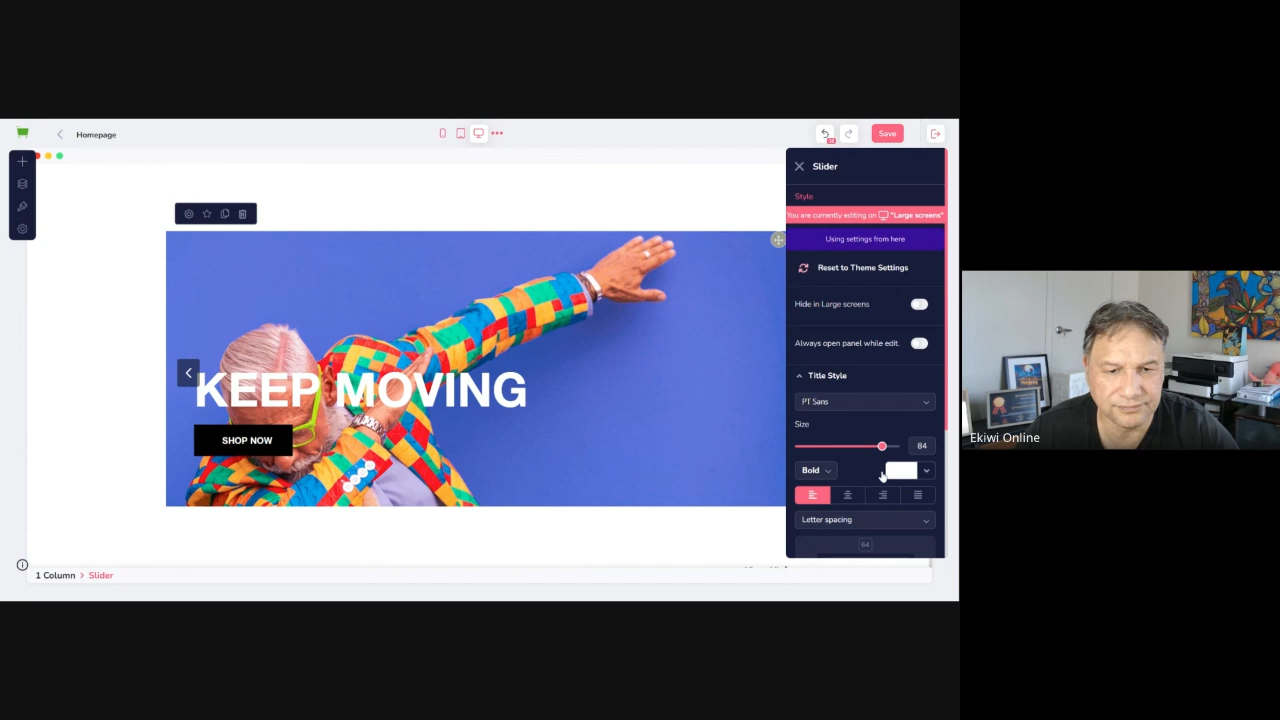 Homepage
28
Save
Slider
Style
You are currently editing on "Large screens"
Using settings from here
Reset to Theme Settings
Hide in Large screens
Always open panel while edit.
Title Style
PT Sans
Size
84
Bold
Letter spacing
64
KEEP MOVING
SHOP NOW
1 Column > Slider
Ekiwi Online